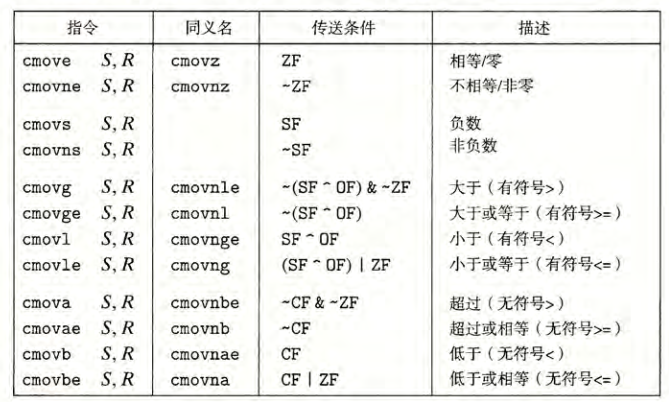 指令 同义名 传送条件 描述
cmove S, R cmovz ZF 相等/零
cmovne S, R cmovnz ~ZF 不相等/非零
cmovs S, R SF 负数
cmovns S, R ~SF 非负数
cmovg S, R cmovnle ~(SF ^ OF) & ~ZF 大于（有符号>）
cmovge S, R cmovnl ~(SF ^ OF) 大于或等于（有符号>=）
cmovl S, R cmovnge SF ^ OF 小于（有符号<）
cmovle S, R cmovng (SF ^ OF) | ZF 小于或等于（有符号<=）
cmova S, R cmovnbe ~CF & ~ZF 超过（无符号>）
cmovae S, R cmovnb ~CF 超过或相等（无符号>=）
cmovb S, R cmovnae CF 低于（无符号<）
cmovbe S, R cmovna CF | ZF 低于或相等（无符号<=）